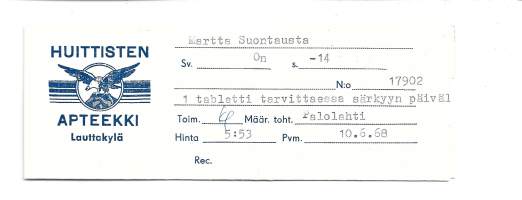 HUITTISTEN
APTEEKKI
Lauttakylä
Martta Suontausta
Sv. On s. -14
N:o 17902
1 tabletti tarvittaessa särkyyn päiväl
Toim. Määr. toht. Palolahti
Hinta 5:53 Pvm. 10.6.68
Rec.